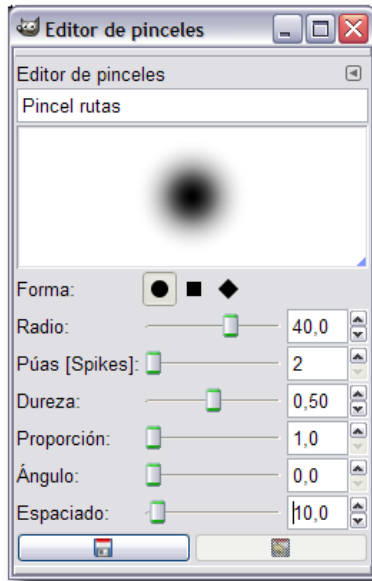 Editor de pinceles
Editor de pinceles
Pincel rutas
Forma:
Radio: 40,0
Púas [Spikes]: 2
Dureza: 0,50
Proporción: 1,0
Ángulo: 0,0
Espaciado: 10,0